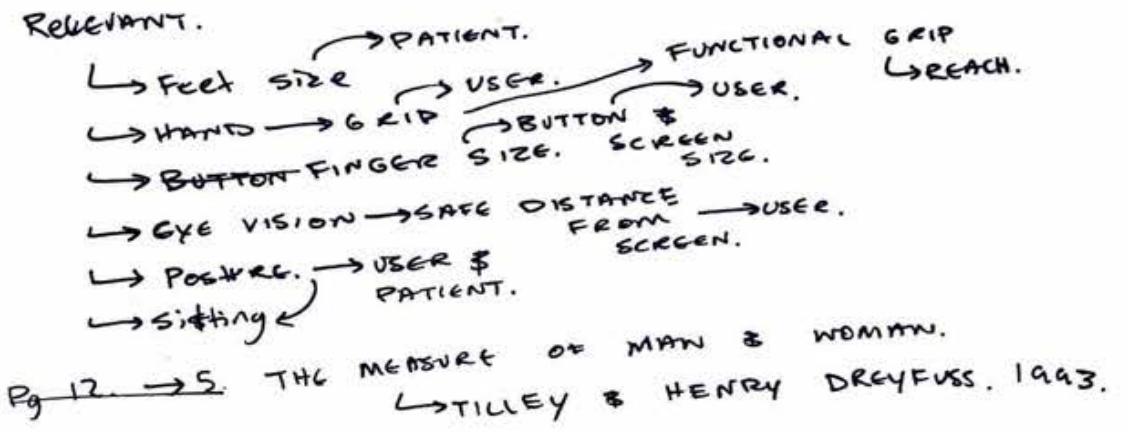 RELEVANT.
↳ Feet size → PATIENT.
↳ HAND → GRIP → USER. → FUNCTIONAL GRIP
↳ REACH.
↳ BUTTON FINGER SIZE. → BUTTON & SCREEN SIZE. → USER.
↳ EYE VISION → SAFE DISTANCE FROM SCREEN. → USER.
↳ Posture. → USER & PATIENT.
↳ Sitting
Pg 12. → 5. THE MEASURE OF MAN & WOMAN.
↳ TILLEY & HENRY DREYFUSS. 1993.